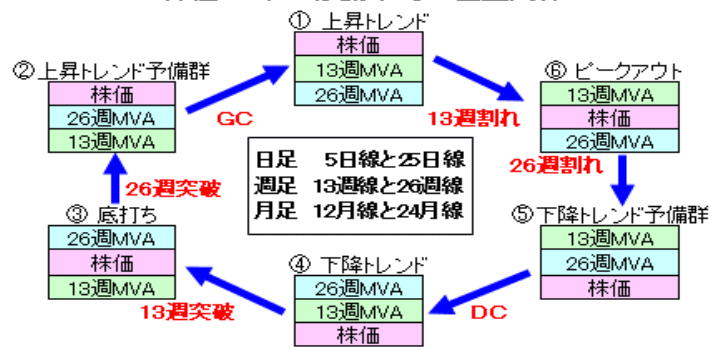 ① 上昇トレンド
株価
13週MVA
26週MVA
② 上昇トレンド予備群
株価
26週MVA
13週MVA
⑥ ピークアウト
13週MVA
株価
26週MVA
GC
13週割れ
26週割れ
日足 5日線と25日線
週足 13週線と26週線
月足 12月線と24月線
26週突破
③ 底打ち
26週MVA
株価
13週MVA
④ 下降トレンド
26週MVA
13週MVA
株価
⑤下降トレンド予備群
13週MVA
26週MVA
株価
13週突破
DC